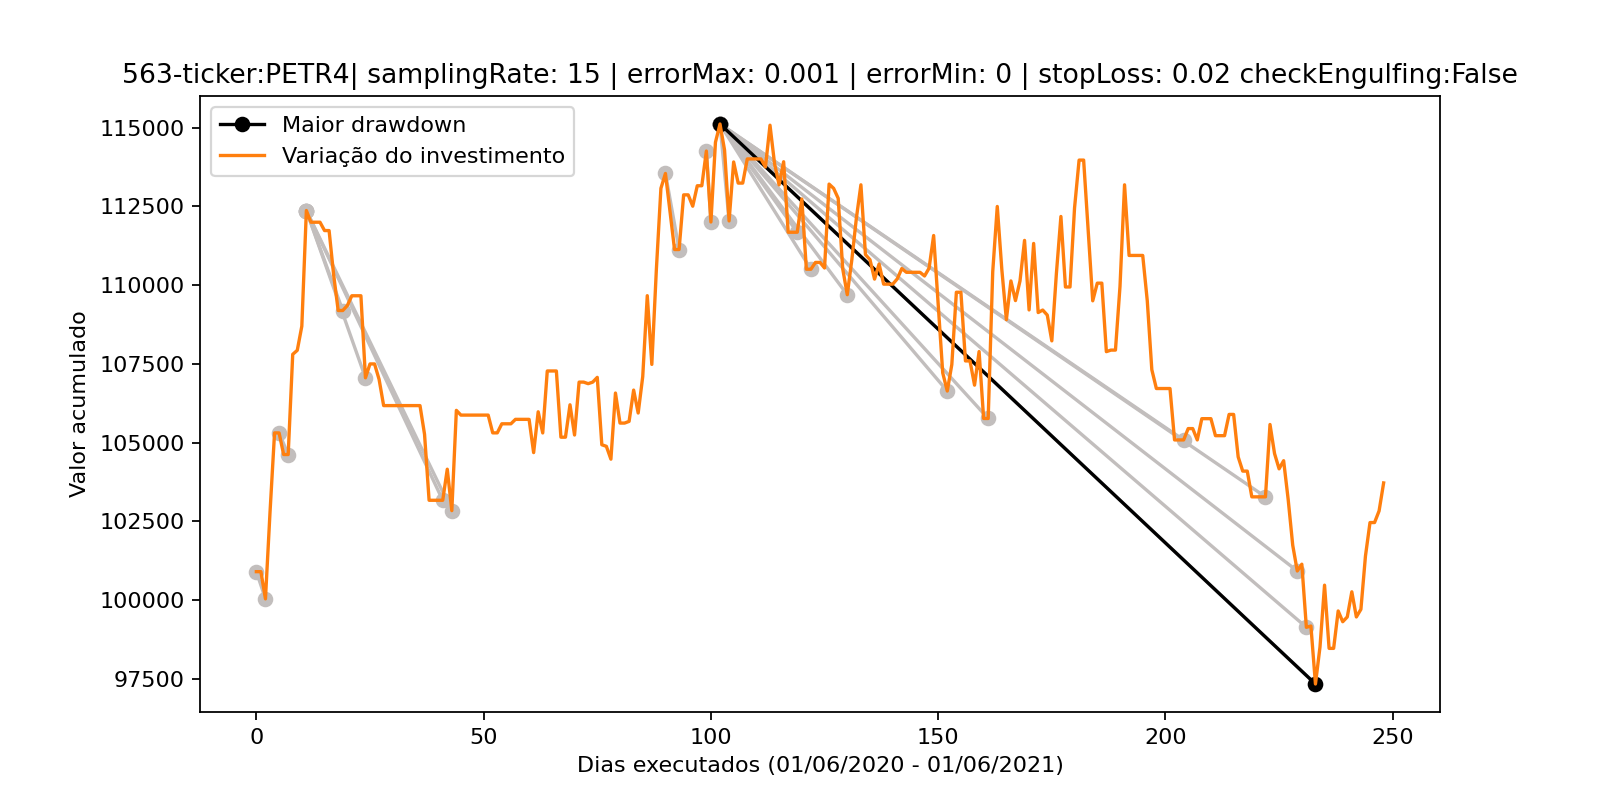 563-ticker:PETR4| samplingRate: 15 | errorMax: 0.001 | errorMin: 0 | stopLoss: 0.02 checkEngulfing:False
Maior drawdown
Variação do investimento
Valor acumulado
115000
112500
110000
107500
105000
102500
100000
97500
0 50 100 150 200 250
Dias executados (01/06/2020 - 01/06/2021)